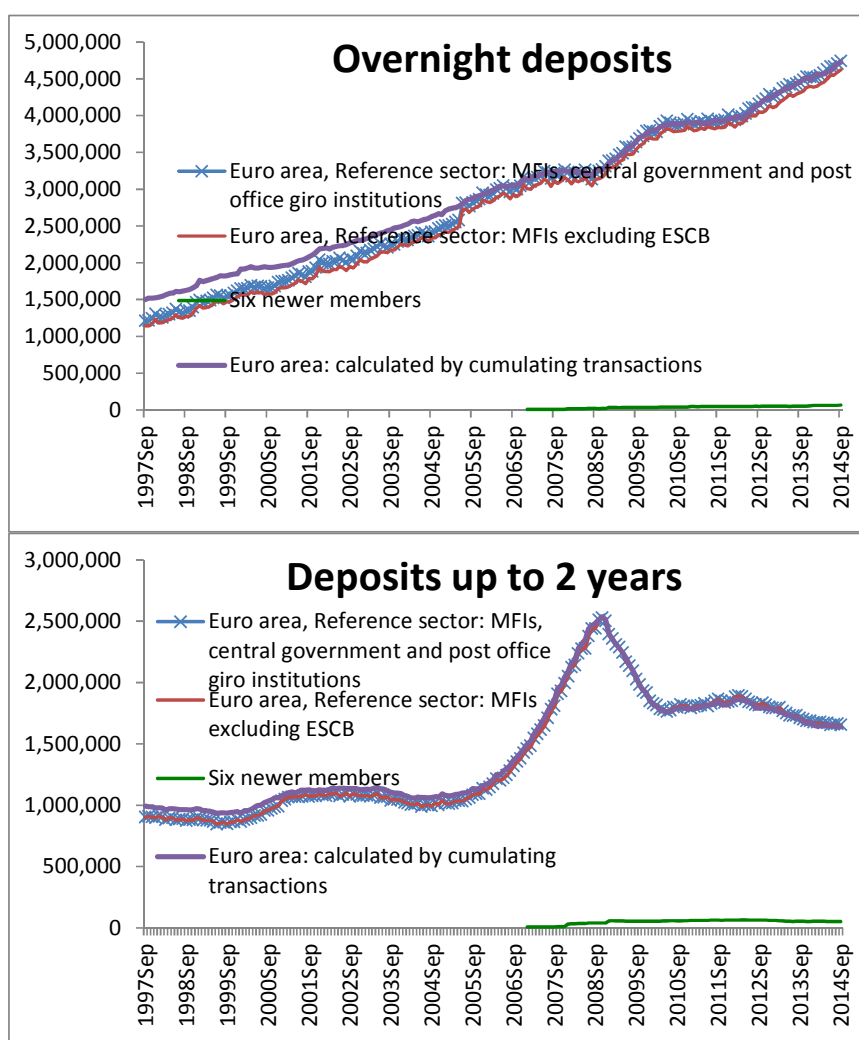 Overnight deposits
5,000,000
4,500,000
4,000,000
3,500,000
3,000,000
2,500,000
2,000,000
1,500,000
1,000,000
500,000
0
Euro area, Reference sector: MFIs, central government and post
office giro institutions
Euro area, Reference sector: MFIs excluding ESCB
Six newer members
Euro area: calculated by cumulating transactions
1997Sep
1998Sep
1999Sep
2000Sep
2001Sep
2002Sep
2003Sep
2004Sep
2005Sep
2006Sep
2007Sep
2008Sep
2009Sep
2010Sep
2011Sep
2012Sep
2013Sep
2014Sep
Deposits up to 2 years
3,000,000
2,500,000
2,000,000
1,500,000
1,000,000
500,000
0
Euro area, Reference sector: MFIs,
central government and post office
giro institutions
Euro area, Reference sector: MFIs
excluding ESCB
Six newer members
Euro area: calculated by cumulating
transactions
1997Sep
1998Sep
1999Sep
2000Sep
2001Sep
2002Sep
2003Sep
2004Sep
2005Sep
2006Sep
2007Sep
2008Sep
2009Sep
2010Sep
2011Sep
2012Sep
2013Sep
2014Sep